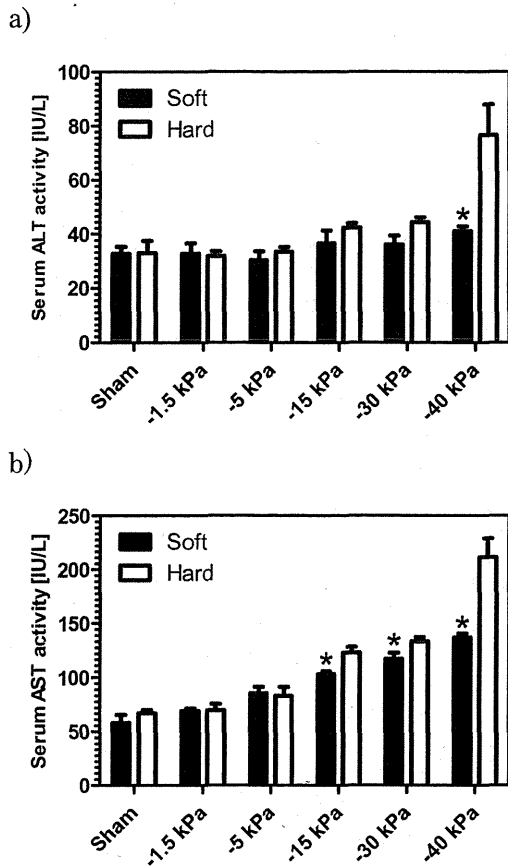 a)
Serum ALT activity [IU/L]
100
80
60
40
20
0
Soft
Hard
*
Sham
-1.5 kPa
-5 kPa
-15 kPa
-30 kPa
-40 kPa
b)
Serum AST activity [IU/L]
250
200
150
100
50
0
Soft
Hard
* * *
Sham
-1.5 kPa
-5 kPa
-15 kPa
-30 kPa
-40 kPa